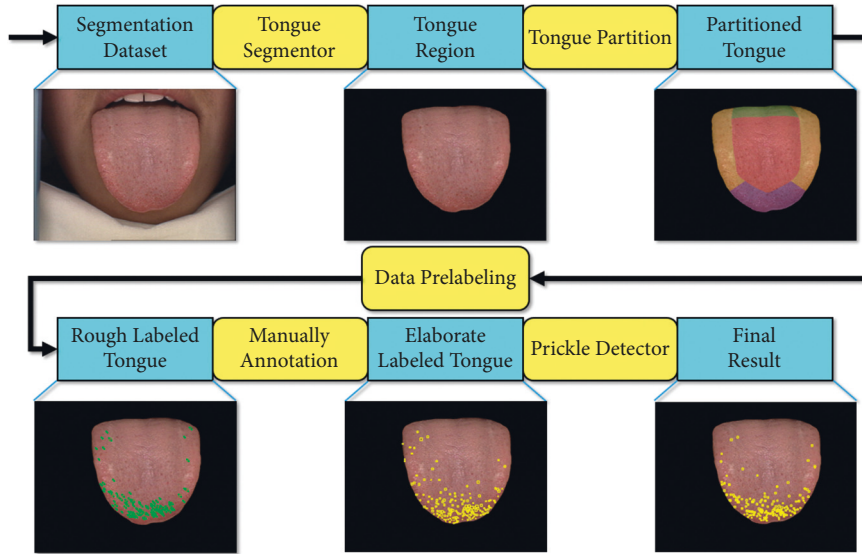 Segmentation
Dataset
Tongue
Segmentor
Tongue
Region
Tongue Partition
Partitioned
Tongue
Data Prelabeling
Rough Labeled
Tongue
Manually
Annotation
Elaborate
Labeled Tongue
Prickle Detector
Final
Result